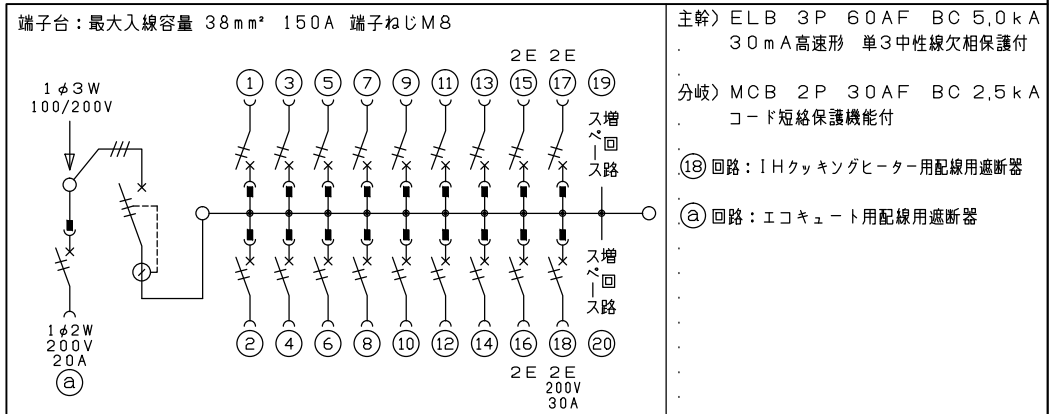 端子台：最大入線容量 38mm² 150A 端子ねじM8
2E 2E
1 3 5 7 9 11 13 15 17 19
1φ3W
100/200V
増回路
スペース
増回路
スペース
1φ2W
200V
20A
a
2 4 6 8 10 12 14 16 18 20
2E 2E
200V
30A
主幹）ELB 3P 60AF BC 5,0kA
30mA高速形 単3中性線欠相保護付
分岐）MCB 2P 30AF BC 2,5kA
コード短絡保護機能付
⑱回路：IHクッキングヒーター用配線用遮断器
ⓐ回路：エコキュート用配線用遮断器